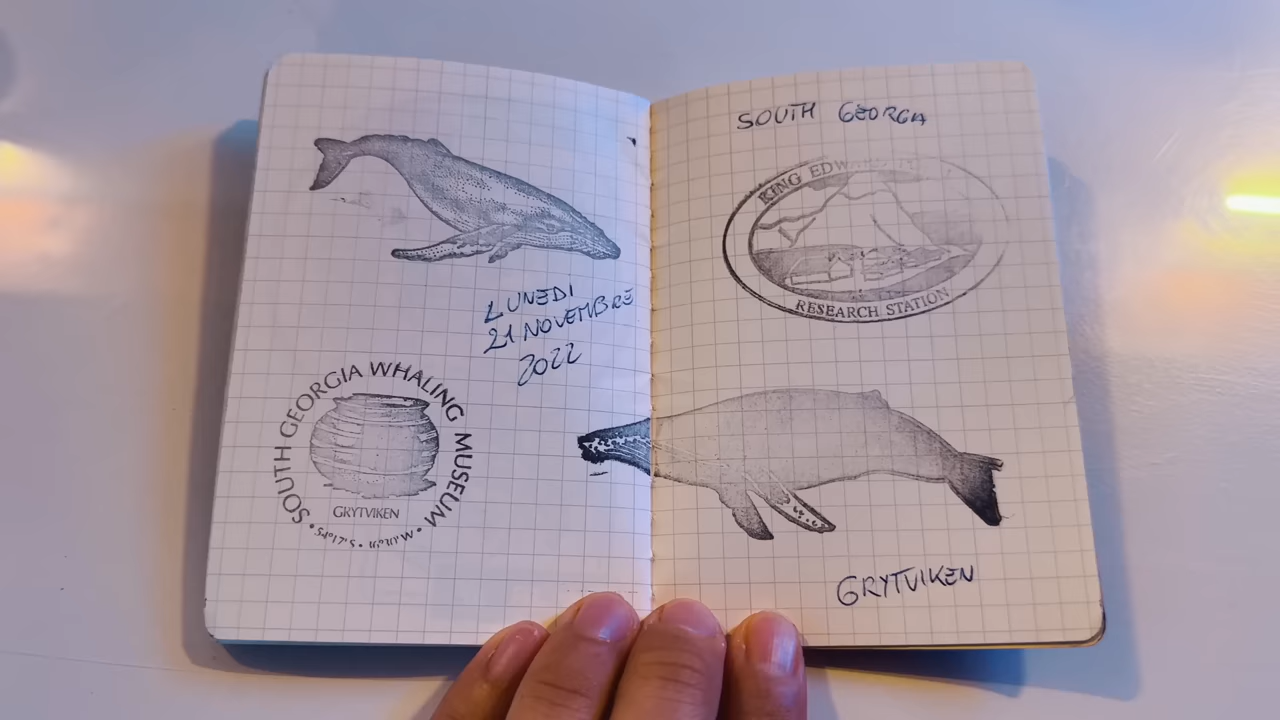 LUNEDI
21 NOVEMBRE
2022
SOUTH GEORGIA WHALING MUSEUM
GRYTVIKEN
SOUTH GEORGIA
KING EDWARD
RESEARCH STATION
GRYTVIKEN